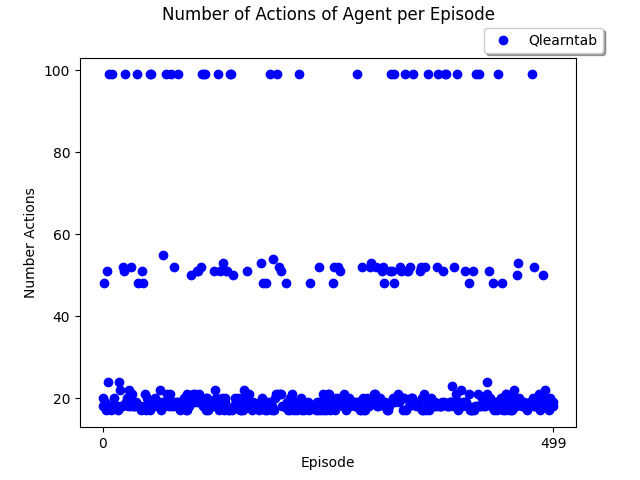 Number of Actions of Agent per Episode
Qlearntab
100
80
60
40
20
Number Actions
0
499
Episode